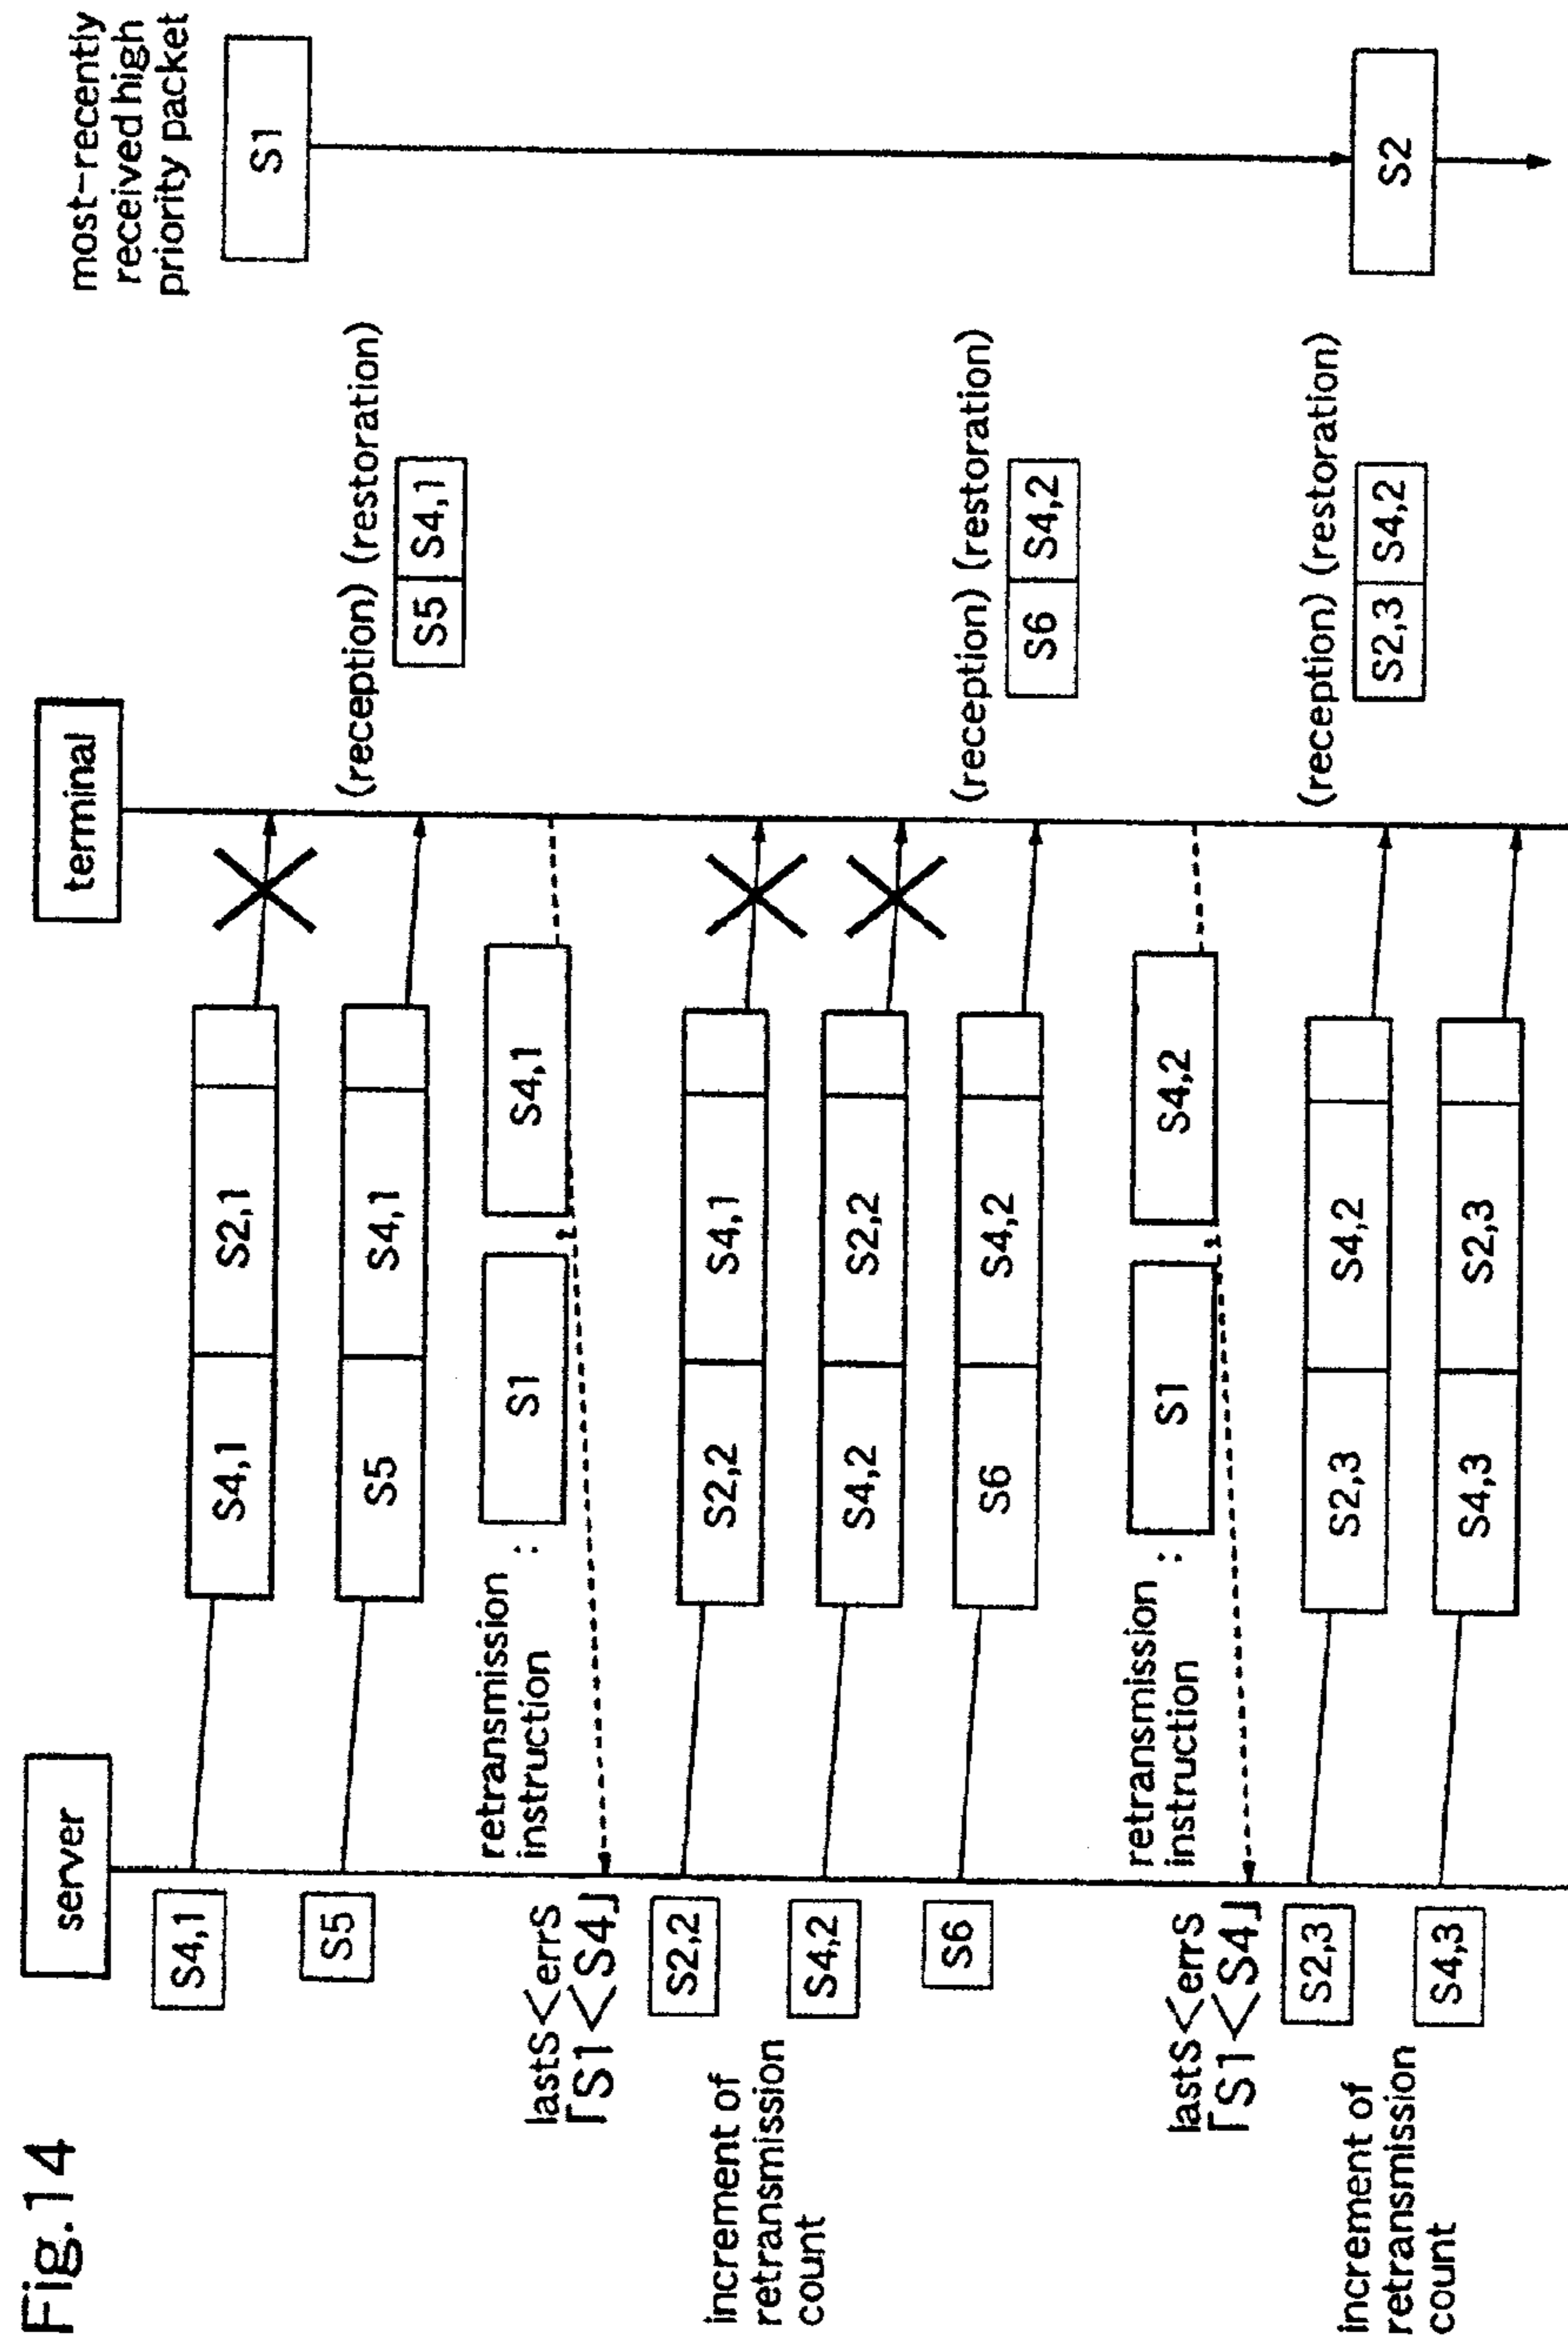 Fig.14
server
terminal
most-recently
received high
priority packet
S1
S4,1
S4,1
S2,1
S5
S5
S4,1
(reception) (restoration)
S5
S4,1
retransmission
instruction :
S1
,
S4,1
lastS<errS
「S1<S4」
increment of
retransmission
count
S2,2
S2,2
S4,1
S4,2
S4,2
S2,2
S6
S6
S4,2
(reception) (restoration)
S6
S4,2
retransmission
instruction :
S1
,
S4,2
lastS<errS
「S1<S4」
increment of
retransmission
count
S2,3
S2,3
S4,2
(reception) (restoration)
S2,3
S4,2
S2
S4,3
S4,3
S2,3